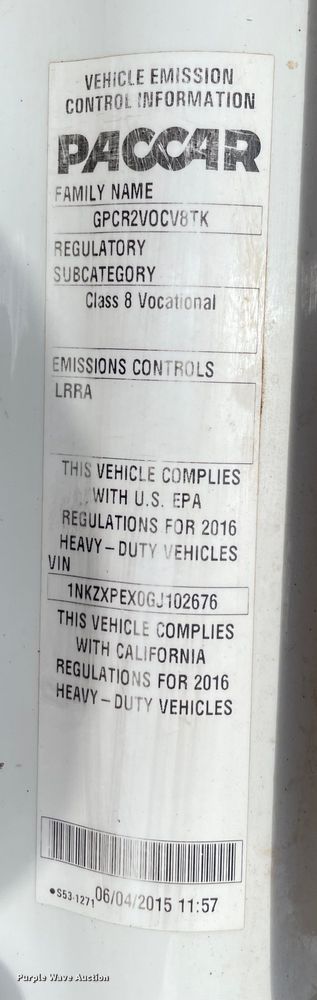 VEHICLE EMISSION
CONTROL INFORMATION
PACCAR
FAMILY NAME
GPCR2VOCV8TK
REGULATORY
SUBCATEGORY
Class 8 Vocational
EMISSIONS CONTROLS
LRRA
THIS VEHICLE COMPLIES
WITH U.S. EPA
REGULATIONS FOR 2016
HEAVY-DUTY VEHICLES
VIN
1NKZXPEX0GJ102676
THIS VEHICLE COMPLIES
WITH CALIFORNIA
REGULATIONS FOR 2016
HEAVY-DUTY VEHICLES
•S53-1271 06/04/2015 11:57
Purple Wave Auction